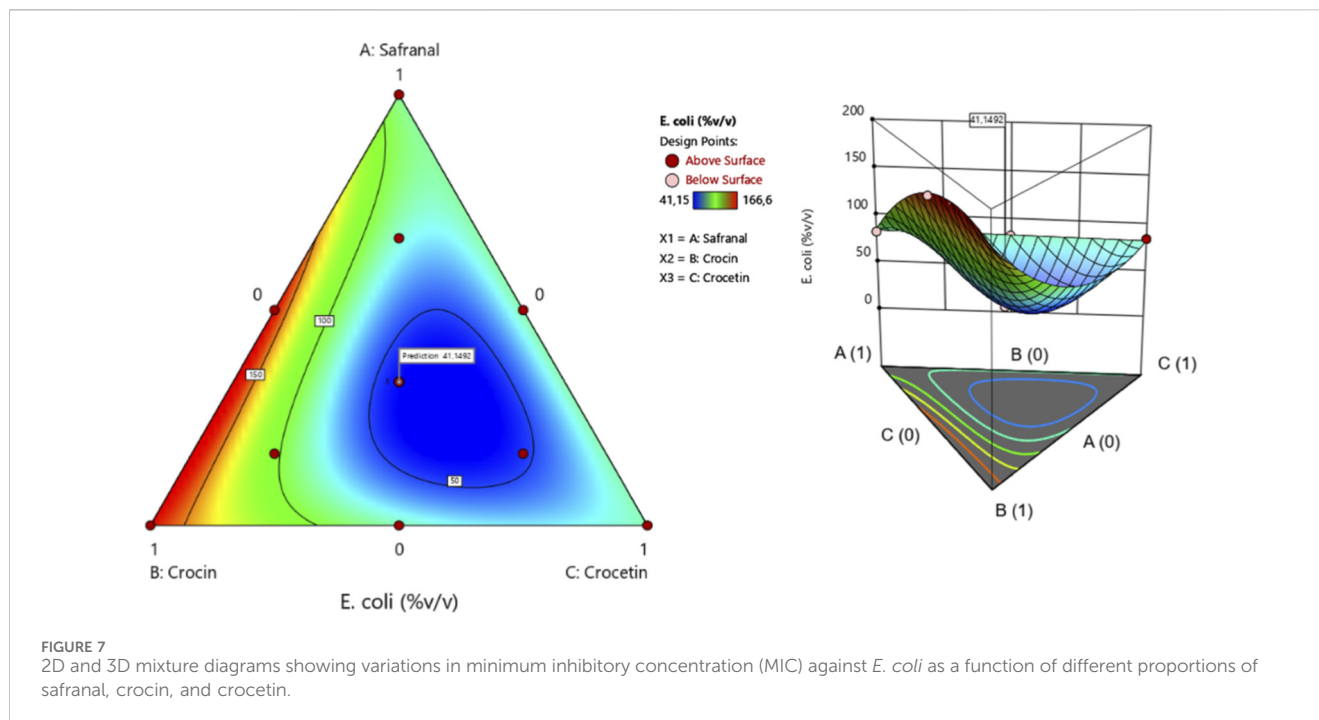 A: Safranal
1
0
0
100
150
Prediction 41,1492
1
50
1
0
1
B: Crocin
C: Crocetin
E. coli (%v/v)
E. coli (%v/v)
Design Points:
Above Surface
Below Surface
41,15
166,6
X1 = A: Safranal
X2 = B: Crocin
X3 = C: Crocetin
200
150
100
50
0
E. coli (%v/v)
41,1492
A (1)
B (0)
C (1)
C (0)
A (0)
B (1)
FIGURE 7
2D and 3D mixture diagrams showing variations in minimum inhibitory concentration (MIC) against E. coli as a function of different proportions of
safranal, crocin, and crocetin.